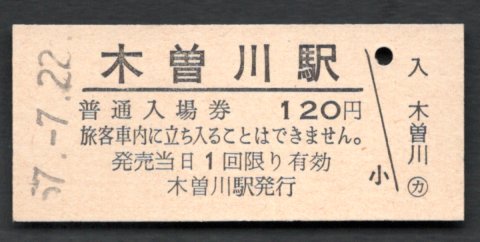 57.-7.22
木曽川駅
普通入場券 120円
旅客車内に立ち入ることはできません。
発売当日1回限り有効
木曽川駅発行
小
入
木曽川
㋕